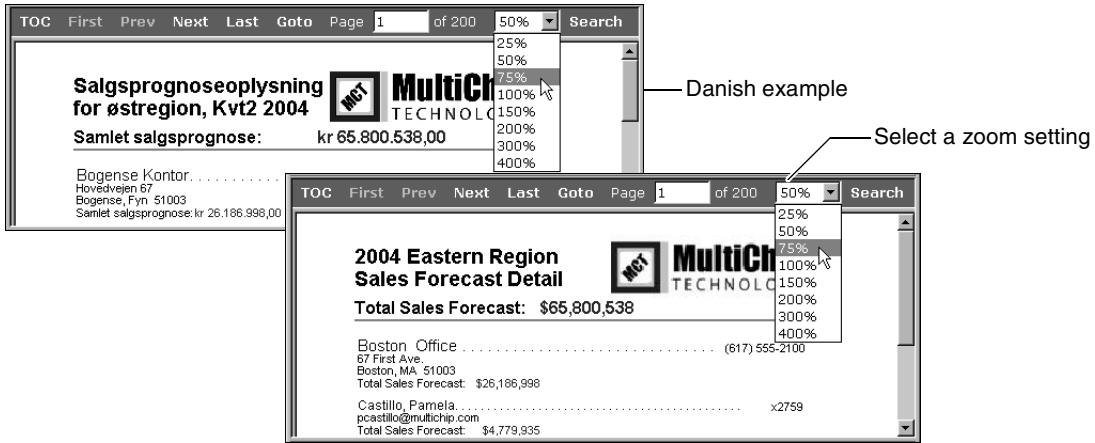 TOC First Prev Next Last Goto Page 1 of 200 50% Search
25%
50%
75%
100%
150%
200%
300%
400%
Salgsprognoseoplysning
for østregion, Kvt2 2004
MCT
TECHNOLO
Samlet salgsprognose: kr 65.800.538,00
Bogense Kontor
Hovedvejen 67
Bogense, Fyn 51003
Samlet salgsprognose: kr 26.186.998,00
Danish example
Select a zoom setting
TOC First Prev Next Last Goto Page 1 of 200 50% Search
25%
50%
75%
100%
150%
200%
300%
400%
2004 Eastern Region
Sales Forecast Detail
MCT
MultiCh
TECHNOLO
Total Sales Forecast: $65,800,538
Boston Office . . . . . . . . . . . . . . . . . . . . . . . . . . . . . . (617) 555-2100
67 First Ave.
Boston, MA 51003
Total Sales Forecast: $26,186,998
Castillo, Pamela. . . . . . . . . . . . . . . . . . . . . . . . . . . . . . . . . x2759
pcastillo@multichip.com
Total Sales Forecast: $4,779,935